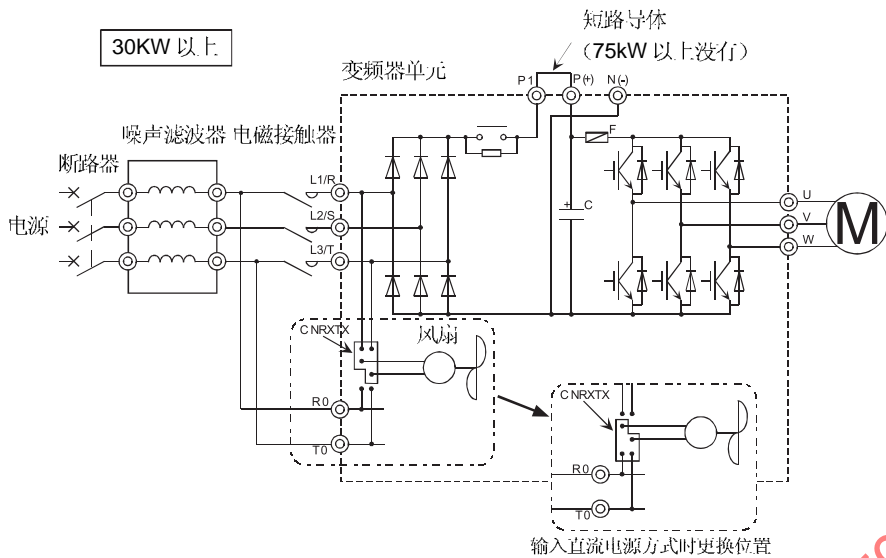 30KW 以上
短路导体
（75kW 以上没有）
变频器单元
P1
P(+)
N(-)
F
噪声滤波器 电磁接触器
断路器
L1/R
L2/S
L3/T
电源
C
+
U
V
W
M
CNRXTX
风扇
R0
T0
CNRXTX
R0
T0
输入直流电源方式时更换位置